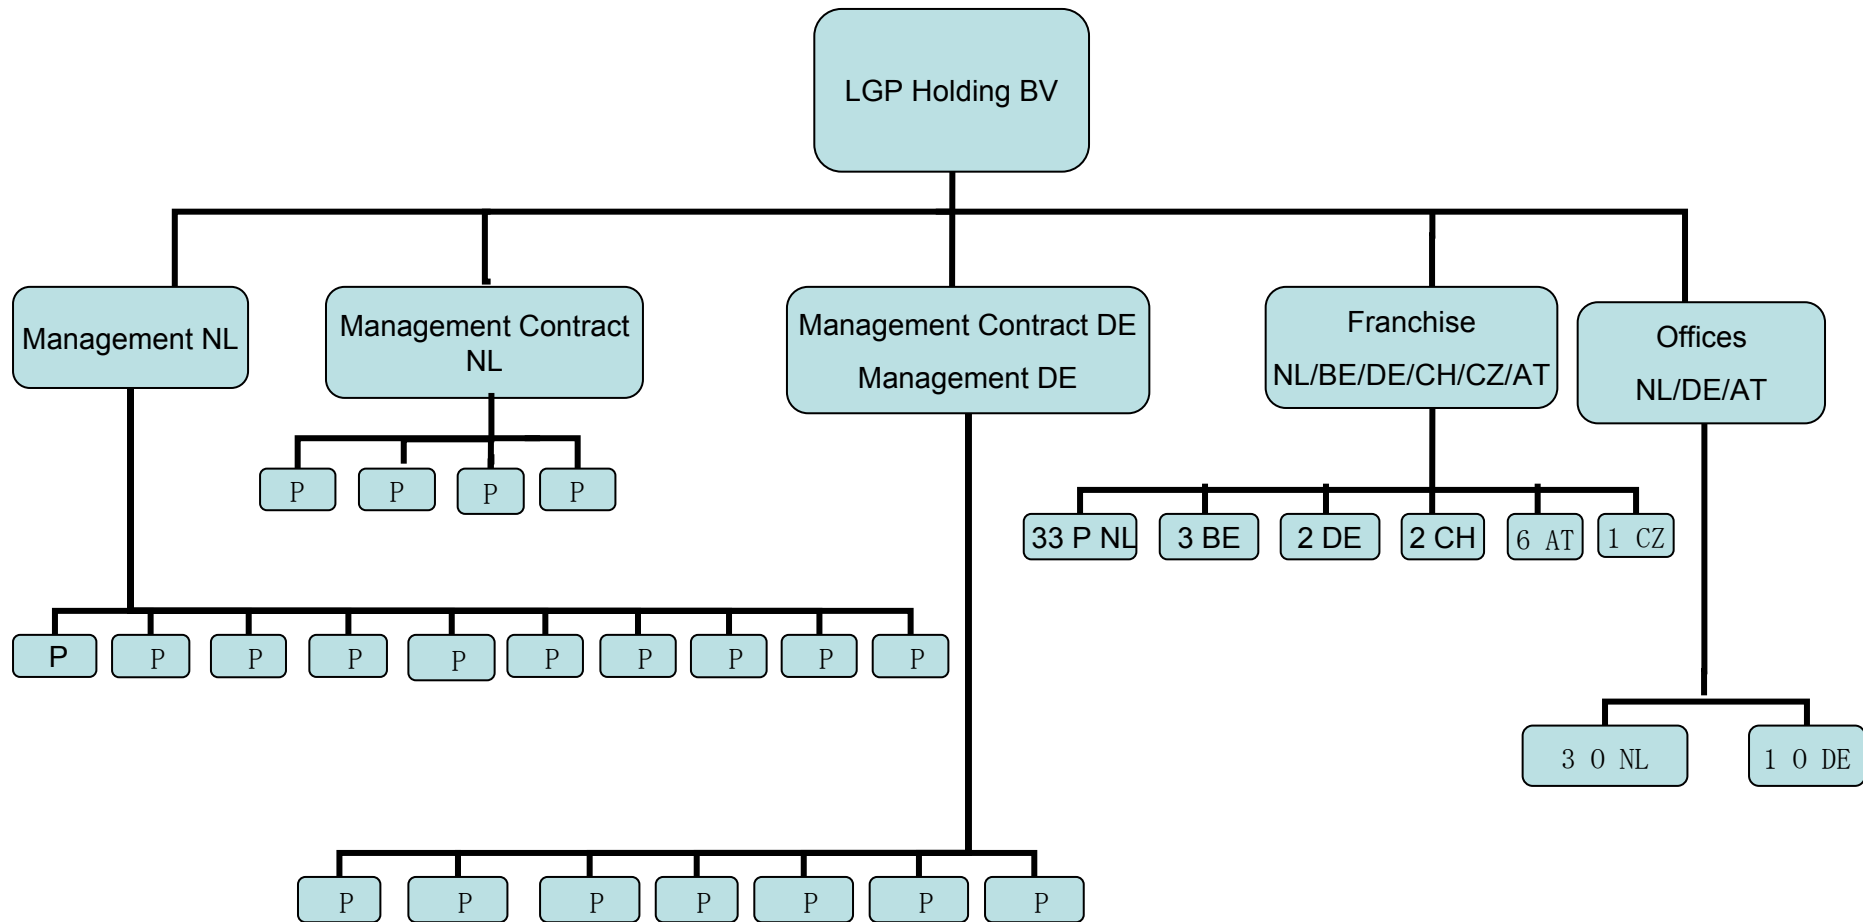 LGP Holding BV
Management NL
Management Contract
NL
Management Contract DE
Management DE
Franchise
NL/BE/DE/CH/CZ/AT
Offices
NL/DE/AT
P P P P
33 P NL 3 BE 2 DE 2 CH 6 AT 1 CZ
P P P P P P P P P P
3 O NL 1 O DE
P P P P P P P